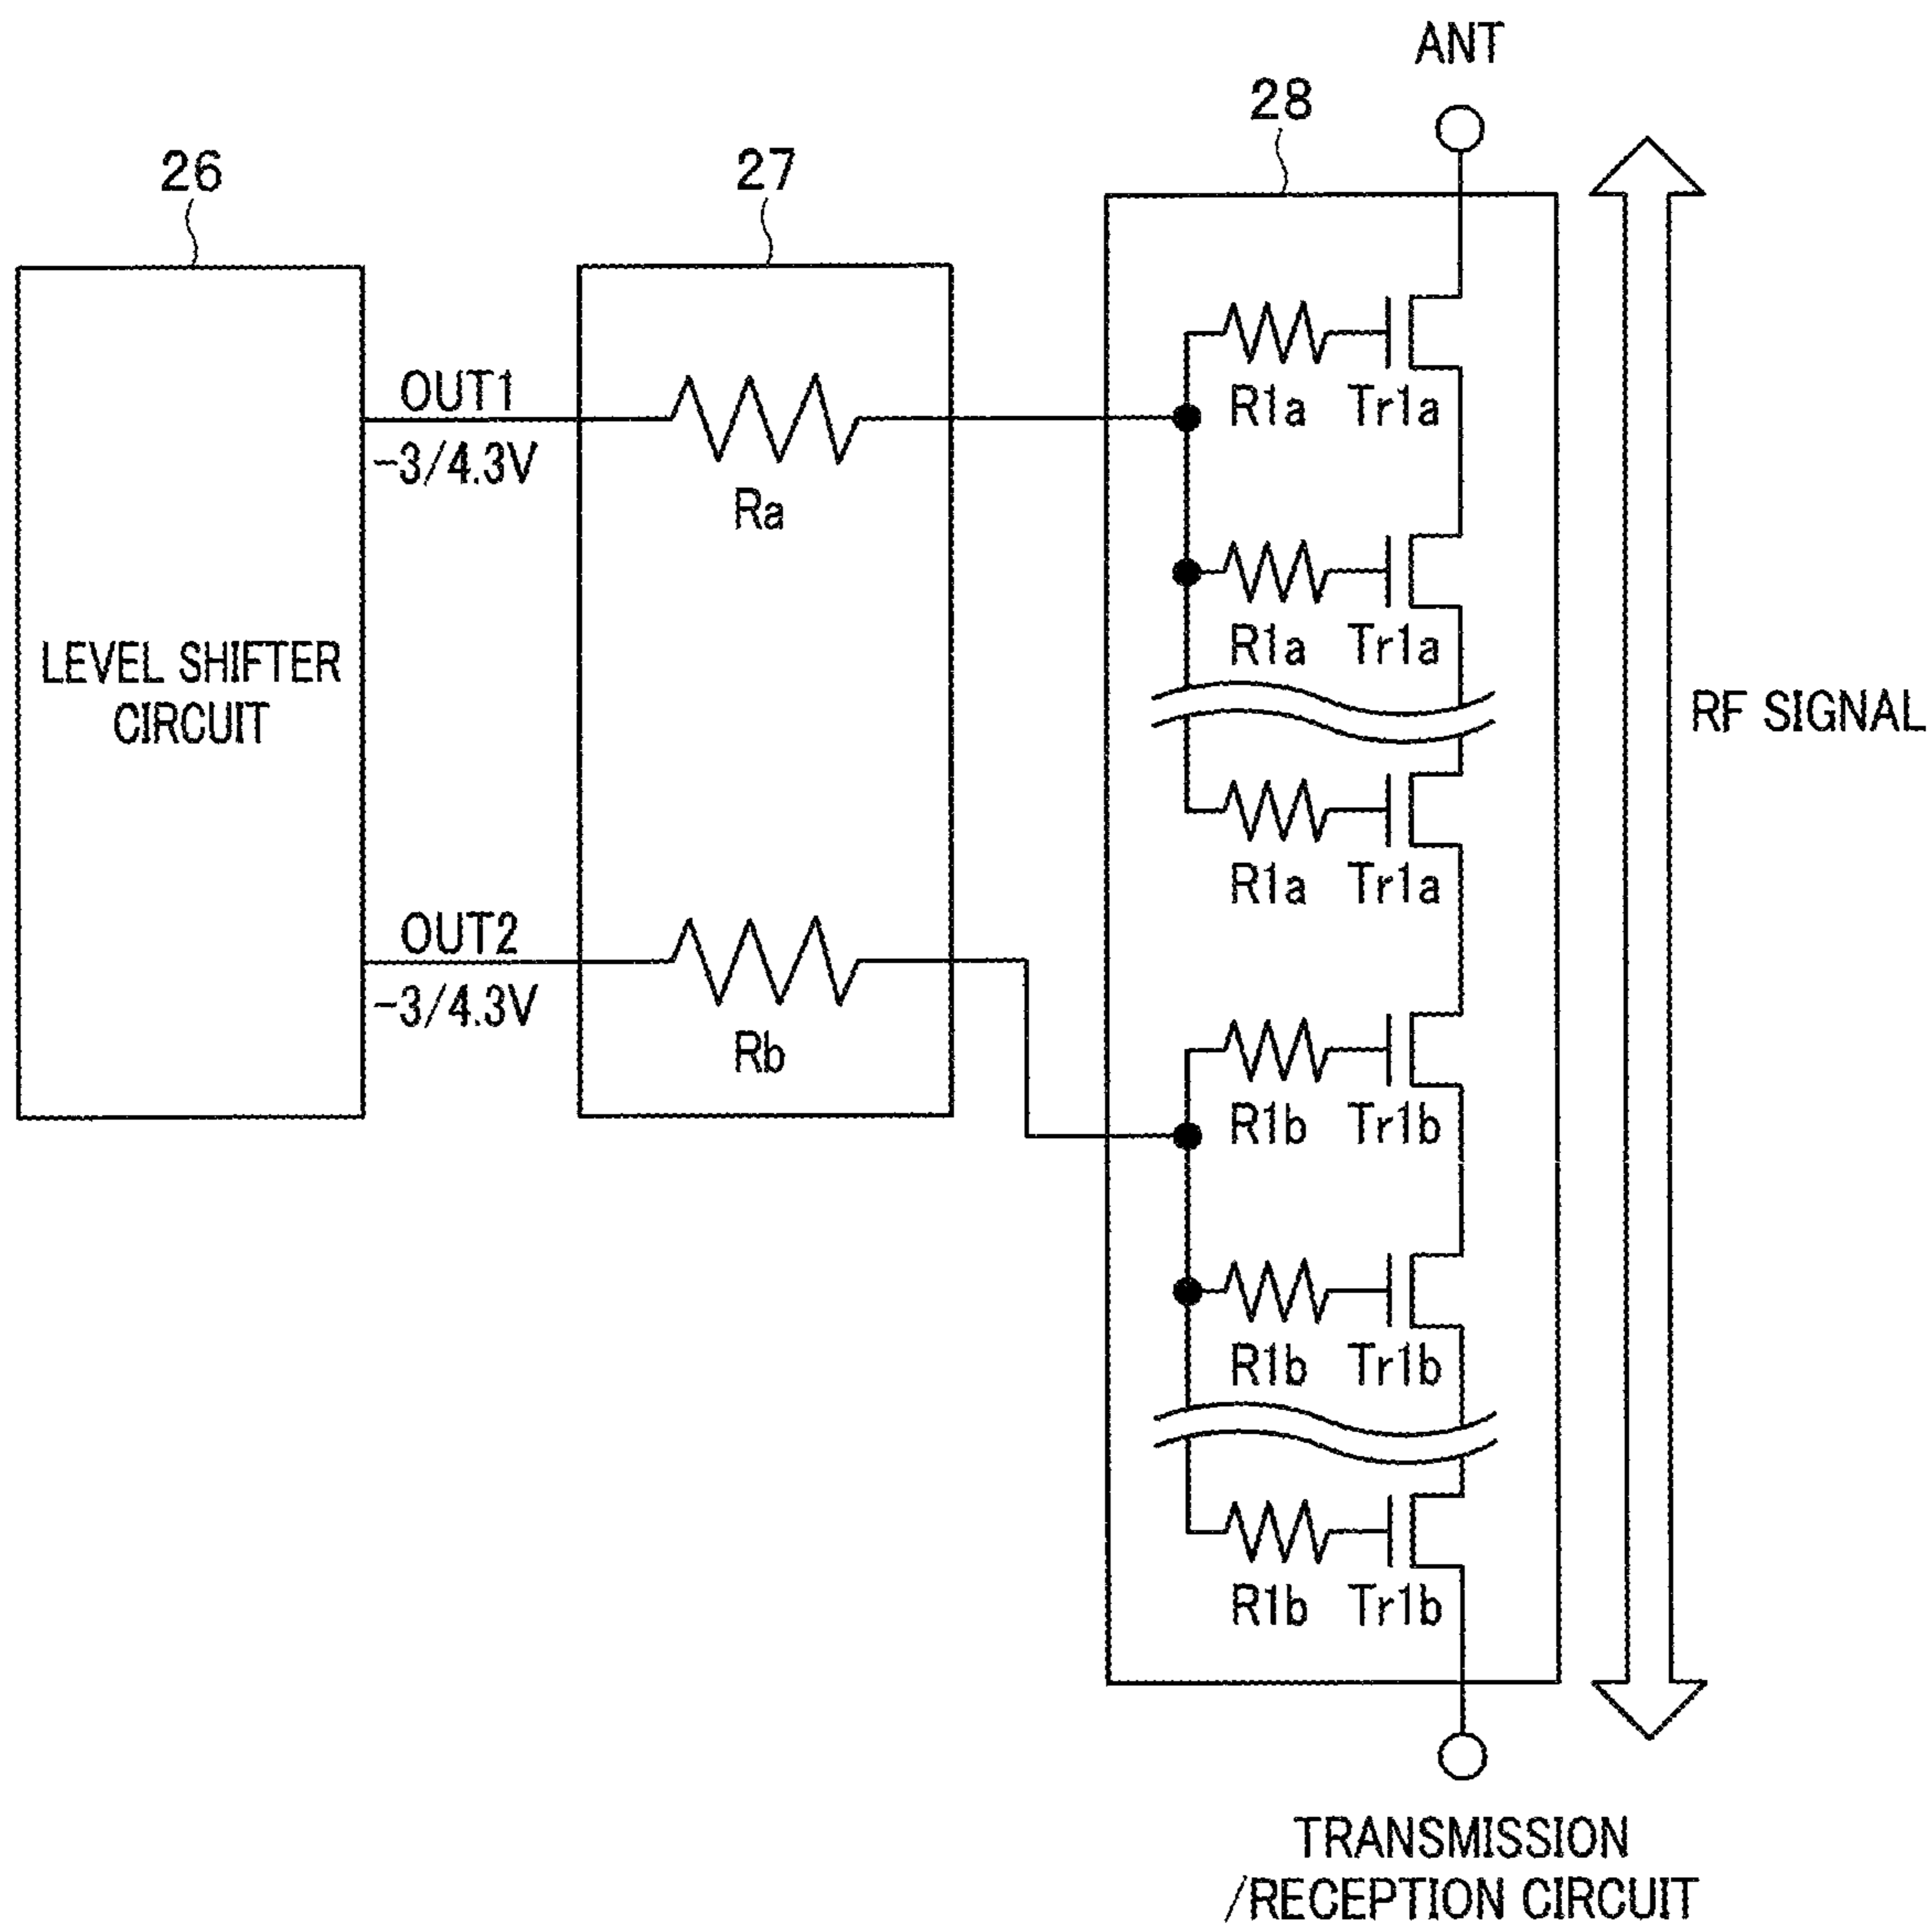 ANT
28
26
27
OUT1
-3/4.3V
Ra
LEVEL SHIFTER
CIRCUIT
OUT2
-3/4.3V
Rb
R1a Tr1a
R1a Tr1a
R1a Tr1a
R1b Tr1b
R1b Tr1b
R1b Tr1b
RF SIGNAL
TRANSMISSION
/RECEPTION CIRCUIT